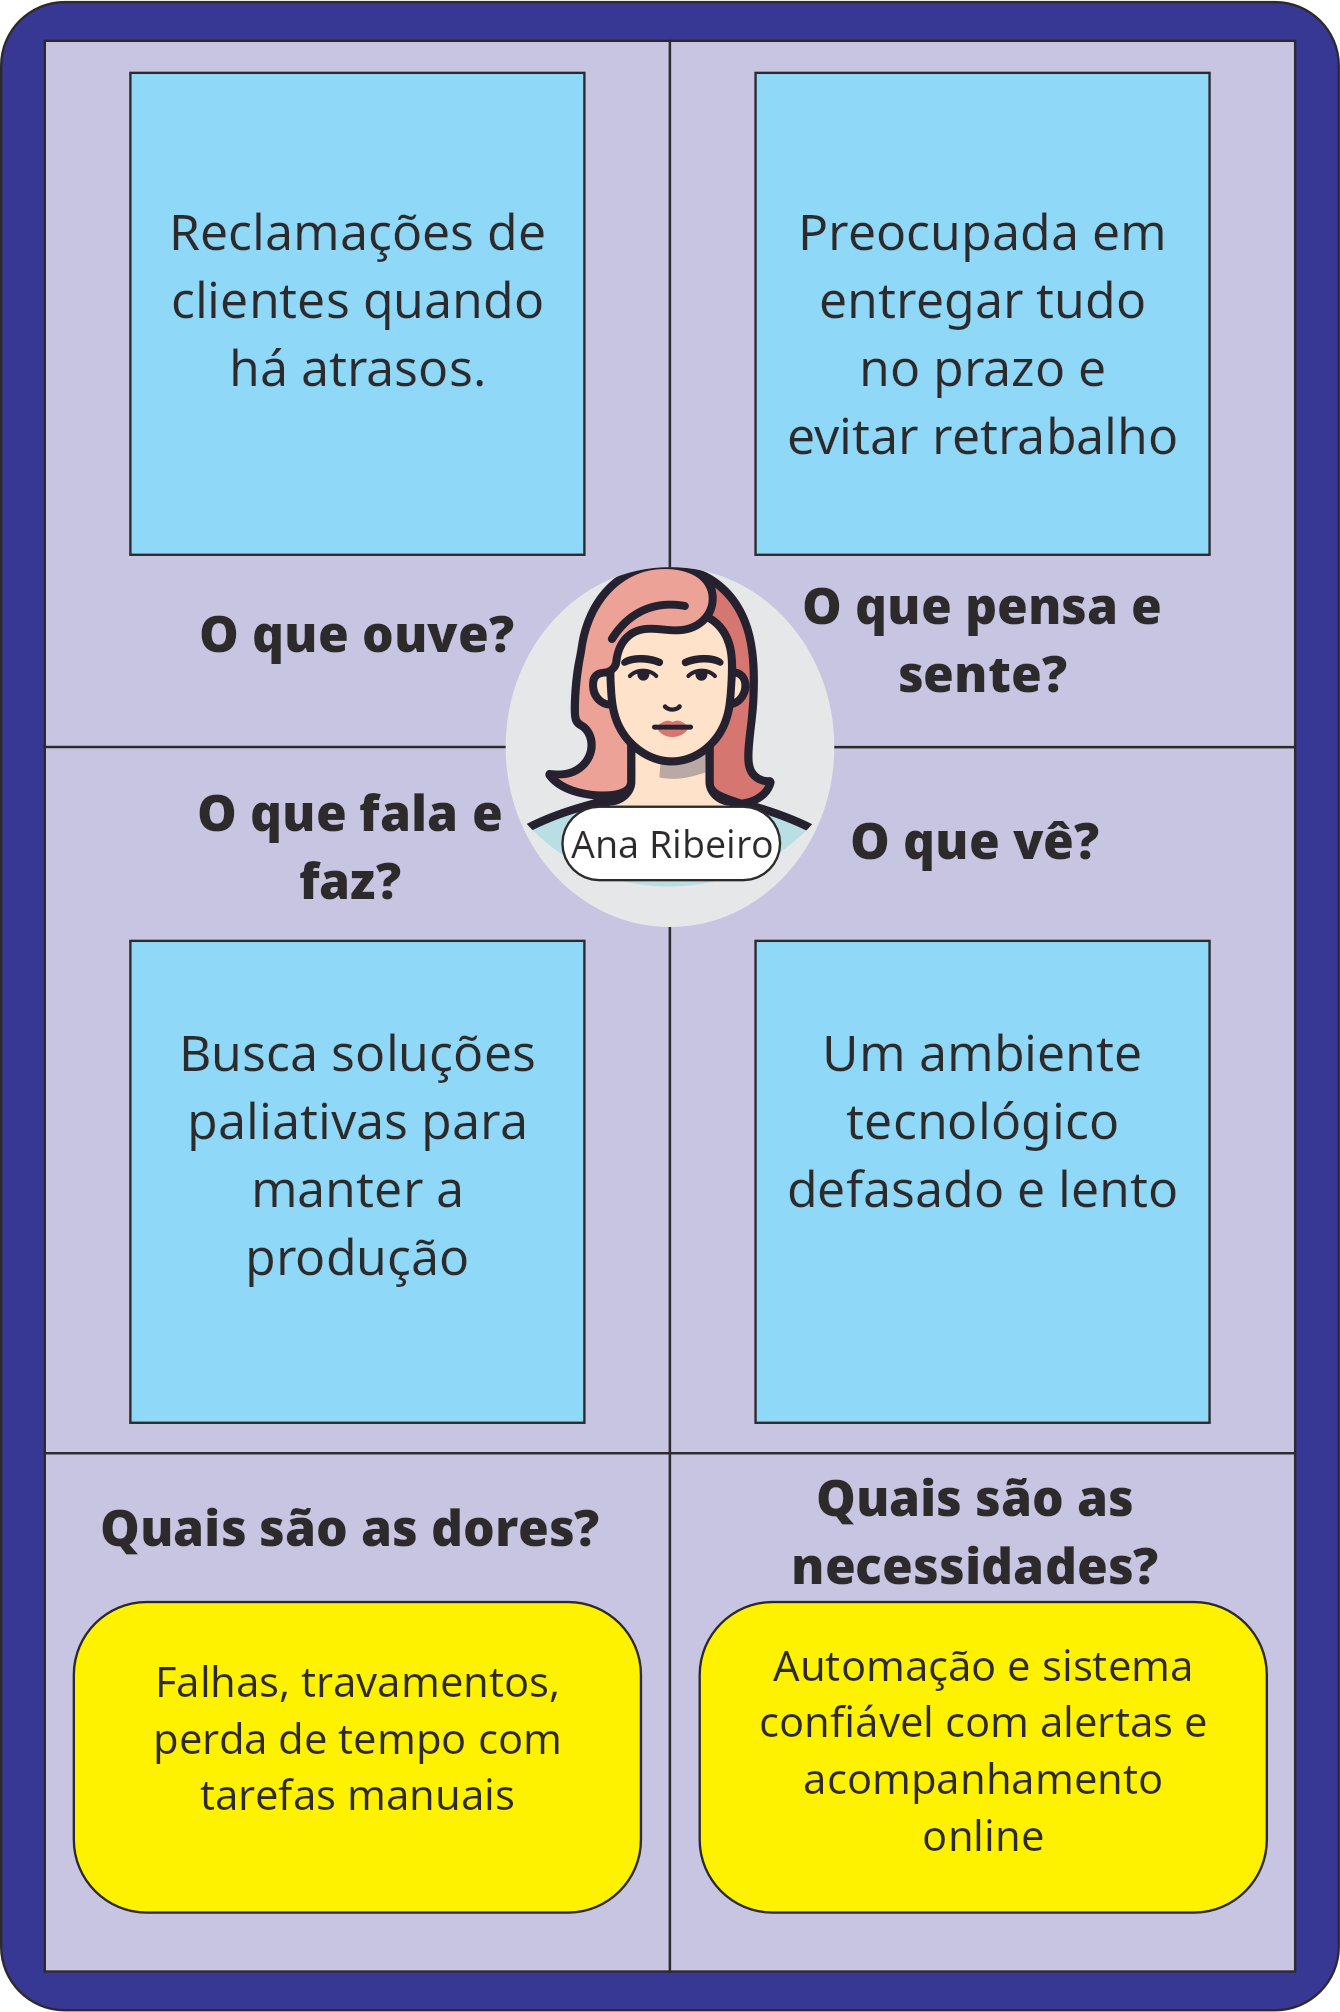 Reclamações de
clientes quando
há atrasos.
O que ouve?
Preocupada em
entregar tudo
no prazo e
evitar retrabalho
O que pensa e
sente?
Ana Ribeiro
O que fala e
faz?
Busca soluções
paliativas para
manter a
produção
O que vê?
Um ambiente
tecnológico
defasado e lento
Quais são as dores?
Falhas, travamentos,
perda de tempo com
tarefas manuais
Quais são as
necessidades?
Automação e sistema
confiável com alertas e
acompanhamento
online